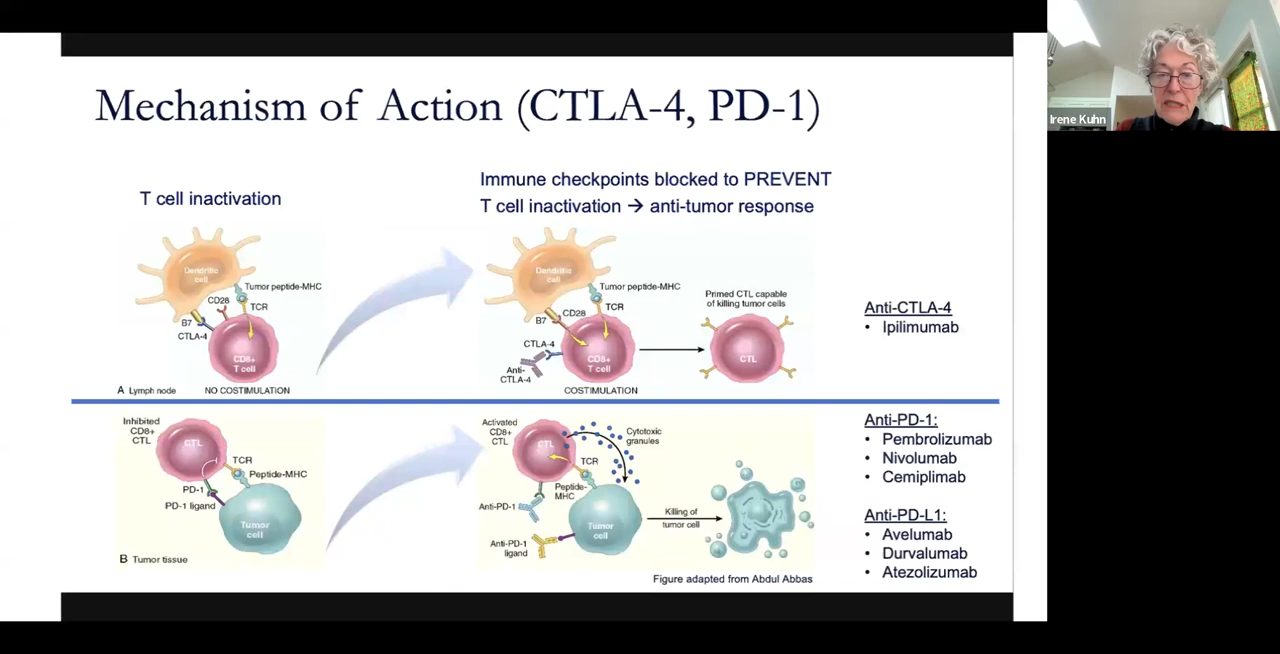 Mechanism of Action (CTLA-4, PD-1)
Irene Kuhn
T cell inactivation
Immune checkpoints blocked to PREVENT
T cell inactivation → anti-tumor response
Dendritic
cell
Tumor peptide-MHC
CD28
TCR
B7
CTLA-4
CD8+
T cell
A Lymph node
NO COSTIMULATION
Dendritic
cell
Tumor peptide-MHC
TCR
CD28
B7
CTLA-4
Anti-
CTLA-4
CD8+
T cell
COSTIMULATION
Primed CTL capable
of killing tumor cells
CTL
Anti-CTLA-4
• Ipilimumab
Inhibited
CD8+
CTL
CTL
TCR
Peptide-MHC
PD-1
PD-1 ligand
Tumor
cell
B Tumor tissue
Activated
CD8+
CTL
CTL
Cytotoxic
granules
TCR
Peptide-
MHC
Anti-PD-1
Anti-PD-1
ligand
Tumor
cell
Killing of
tumor cell
Figure adapted from Abdul Abbas
Anti-PD-1:
• Pembrolizumab
• Nivolumab
• Cemiplimab
Anti-PD-L1:
• Avelumab
• Durvalumab
• Atezolizumab